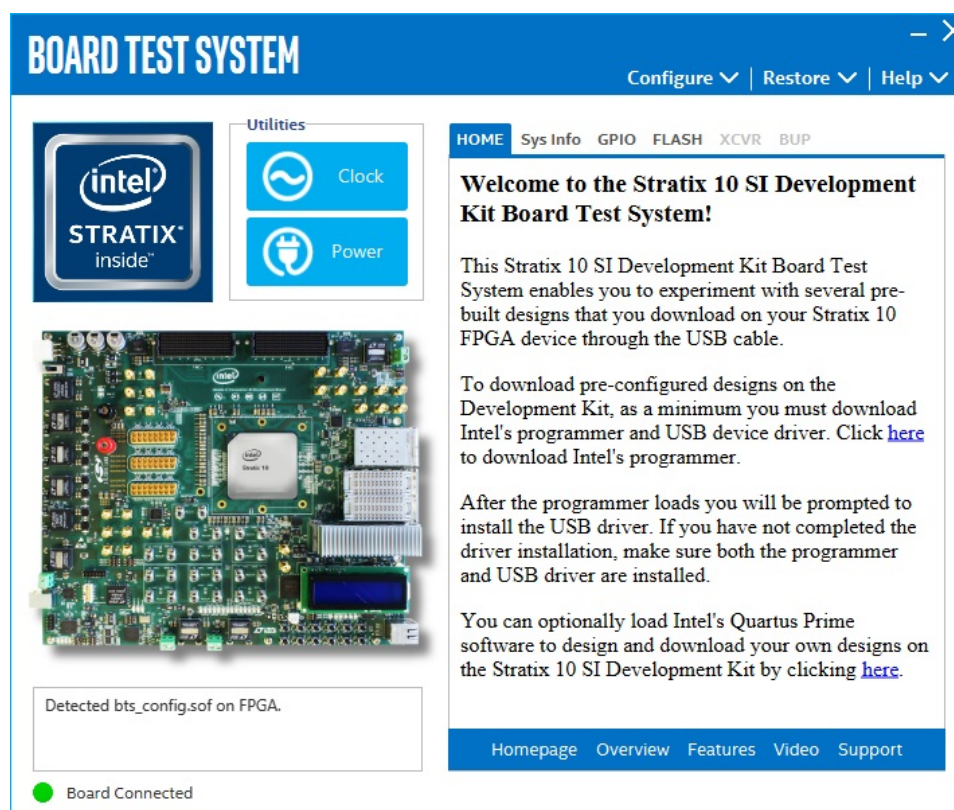 BOARD TEST SYSTEM
Configure
Restore
Help
intel
STRATIX®
inside™
Utilities
Clock
Power
HOME Sys Info GPIO FLASH XCVR BUP
Welcome to the Stratix 10 SI Development
Kit Board Test System!
This Stratix 10 SI Development Kit Board Test
System enables you to experiment with several pre-
built designs that you download on your Stratix 10
FPGA device through the USB cable.
To download pre-configured designs on the
Development Kit, as a minimum you must download
Intel's programmer and USB device driver. Click here
to download Intel's programmer.
After the programmer loads you will be prompted to
install the USB driver. If you have not completed the
driver installation, make sure both the programmer
and USB driver are installed.
You can optionally load Intel's Quartus Prime
software to design and download your own designs on
the Stratix 10 SI Development Kit by clicking here.
intel
intel
Stratix 10
Detected bts_config.sof on FPGA.
Homepage Overview Features Video Support
Board Connected